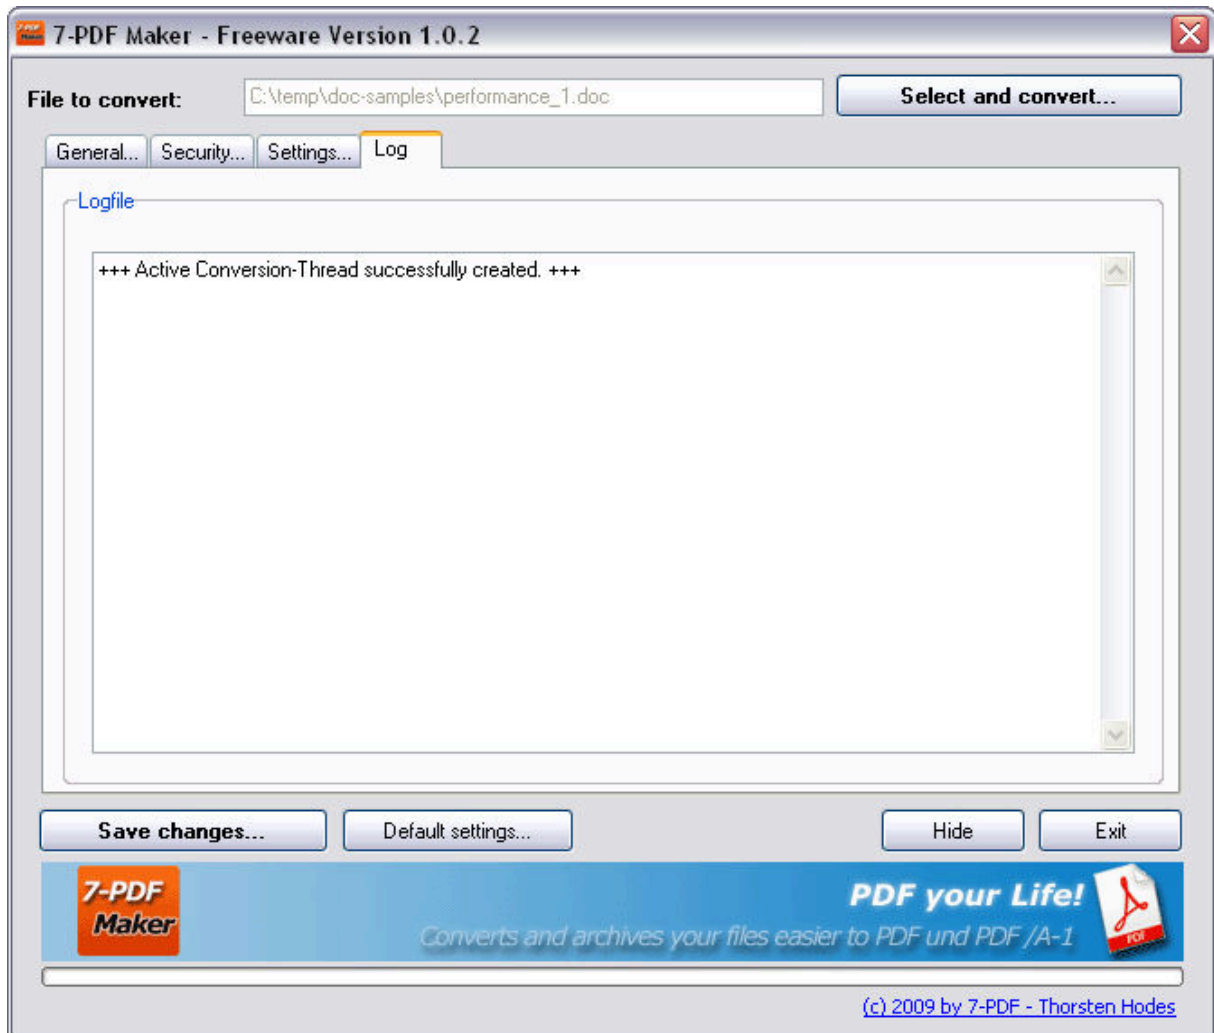 7-PDF Maker - Freeware Version 1.0.2
File to convert: C:\temp\doc-samples\performance_1.doc Select and convert...
General... Security... Settings... Log
Logfile
+++ Active Conversion-Thread successfully created. +++
Save changes... Default settings... Hide Exit
7-PDF
Maker
PDF your Life!
Converts and archives your files easier to PDF und PDF /A-1
PDF
(c) 2009 by 7-PDF - Thorsten Hodes